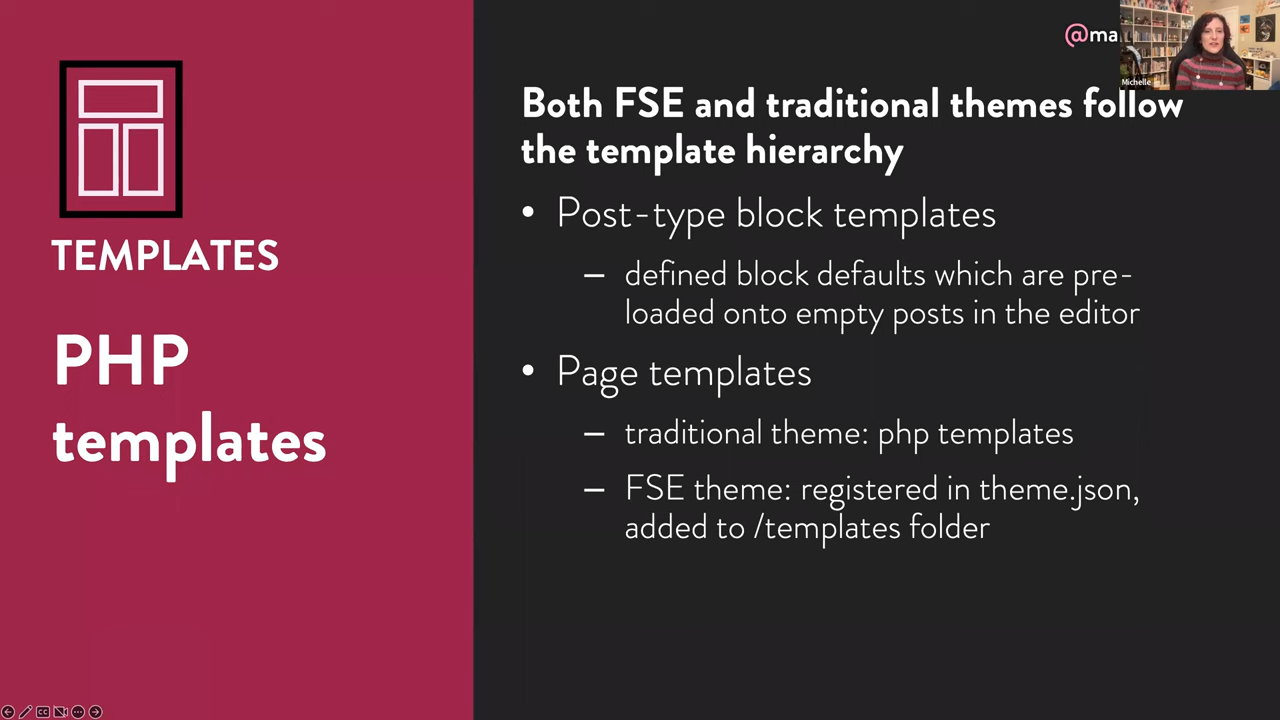 TEMPLATES
PHP
templates
@ma
Michelle
Both FSE and traditional themes follow
the template hierarchy
• Post-type block templates
– defined block defaults which are pre-
loaded onto empty posts in the editor
• Page templates
– traditional theme: php templates
– FSE theme: registered in theme.json,
added to /templates folder